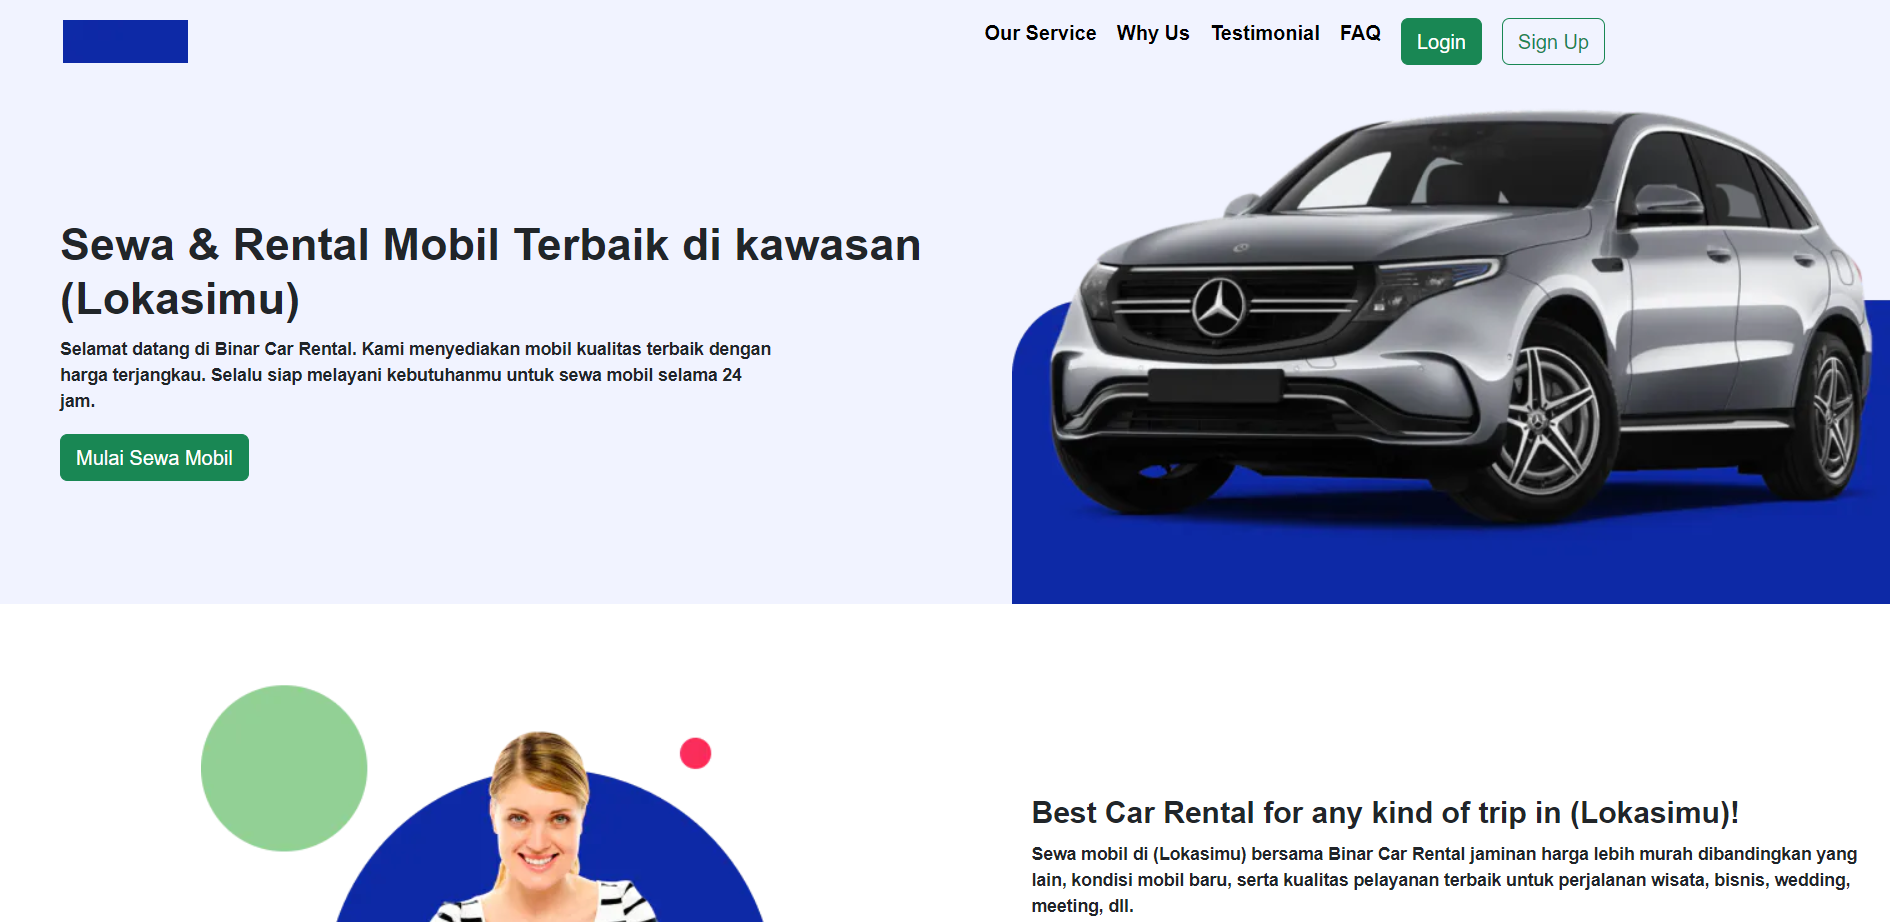 Our Service Why Us Testimonial FAQ Login Sign Up
Sewa & Rental Mobil Terbaik di kawasan
(Lokasimu)
Selamat datang di Binar Car Rental. Kami menyediakan mobil kualitas terbaik dengan
harga terjangkau. Selalu siap melayani kebutuhanmu untuk sewa mobil selama 24
jam.
Mulai Sewa Mobil
Best Car Rental for any kind of trip in (Lokasimu)!
Sewa mobil di (Lokasimu) bersama Binar Car Rental jaminan harga lebih murah dibandingkan yang
lain, kondisi mobil baru, serta kualitas pelayanan terbaik untuk perjalanan wisata, bisnis, wedding,
meeting, dll.